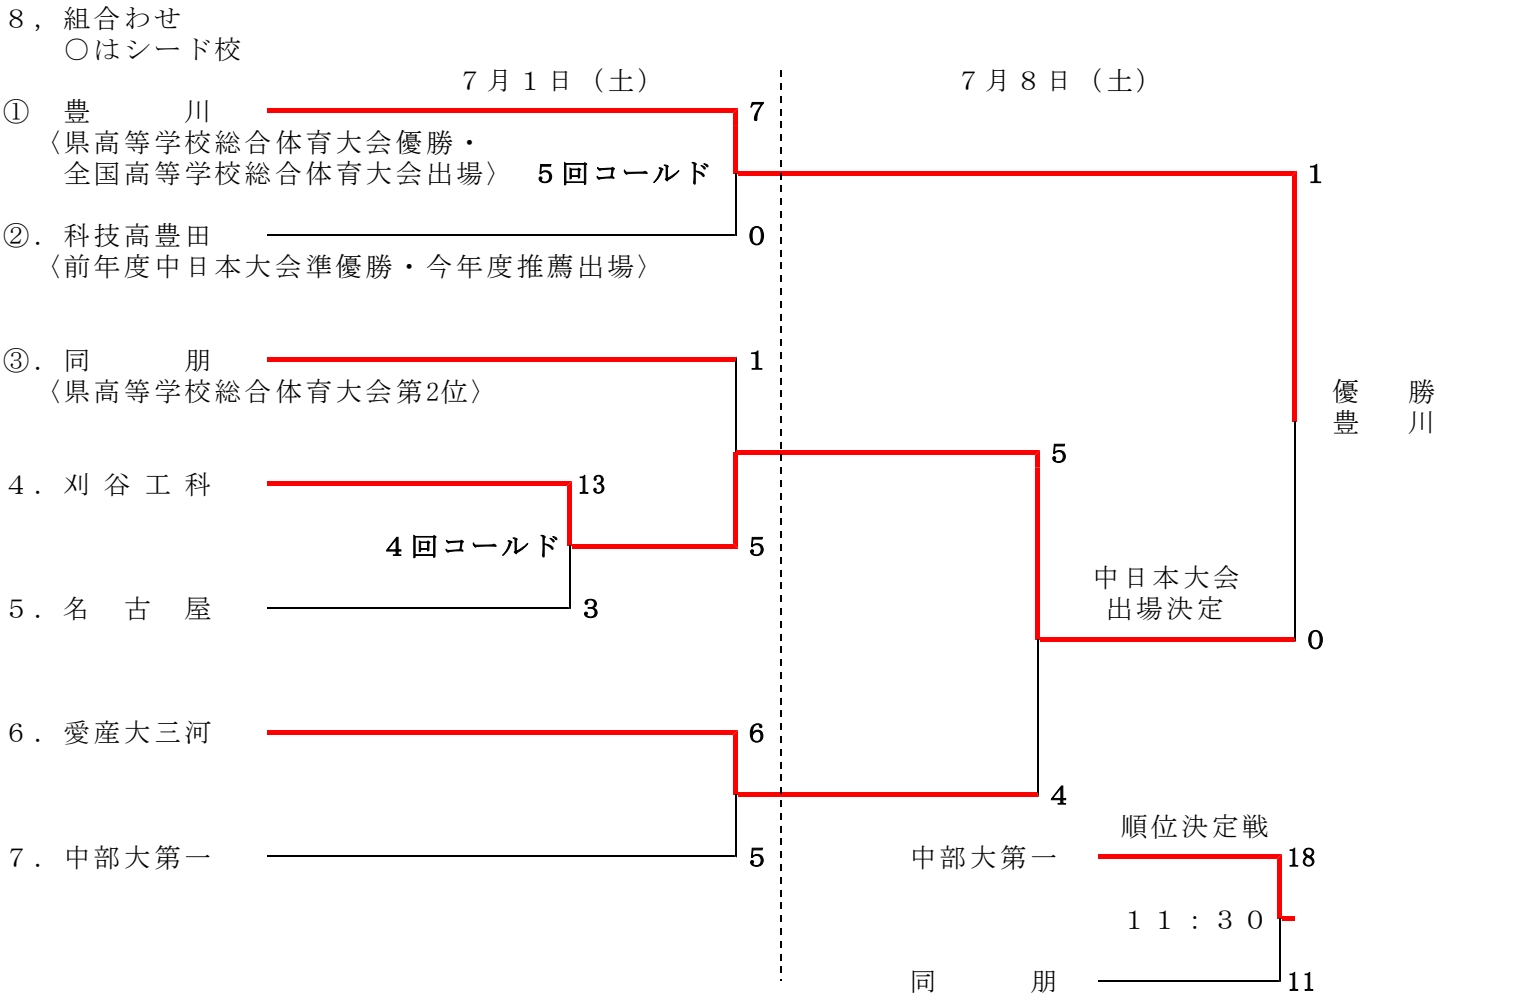 ８，組合わせ
○はシード校
７月１日（土）　７月８日（土）
①　豊　川　7
〈県高等学校総合体育大会優勝・
全国高等学校総合体育大会出場〉　５回コールド　1
②．科技高豊田　0
〈前年度中日本大会準優勝・今年度推薦出場〉
③．同　朋　1
〈県高等学校総合体育大会第2位〉　優　勝
豊　川
5
４．刈谷工科　13
４回コールド　5
中日本大会
５．名　古　屋　3　出場決定
0
６．愛産大三河　6
4
順位決定戦
７．中部大第一　5　中部大第一　18
１１：３０
同　朋　11